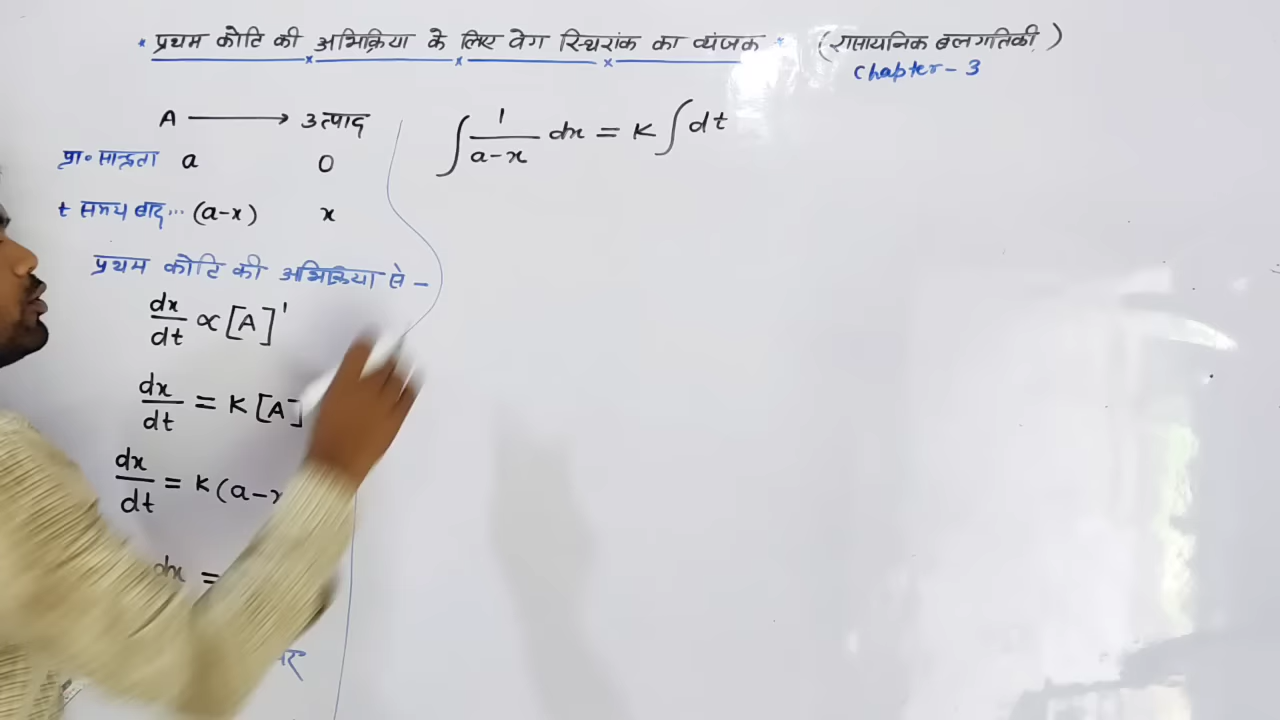 * प्रथम कोटि की अभिक्रिया के लिए वेग स्थिरांक का व्यंजक * (रासायनिक बलगतिकी)
Chapter-3
A ⟶ उत्पाद
प्रा० सान्द्रता a 0
t समय बाद... (a-x) x
प्रथम कोटि की अभिक्रिया से -
dx/dt ∝ [A]¹
dx/dt = K[A]
dx/dt = K(a-x
dx =
∫ 1/(a-x) dx = K∫dt